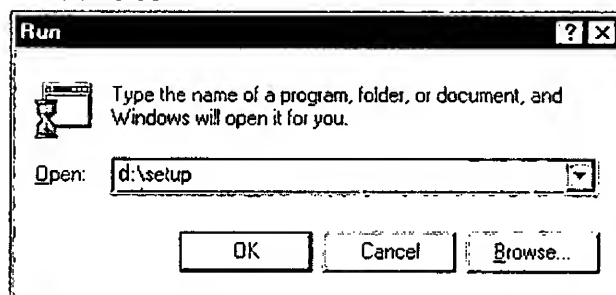 Run
Type the name of a program, folder, or document, and
Windows will open it for you.
Open: d:\setup
OK Cancel Browse...